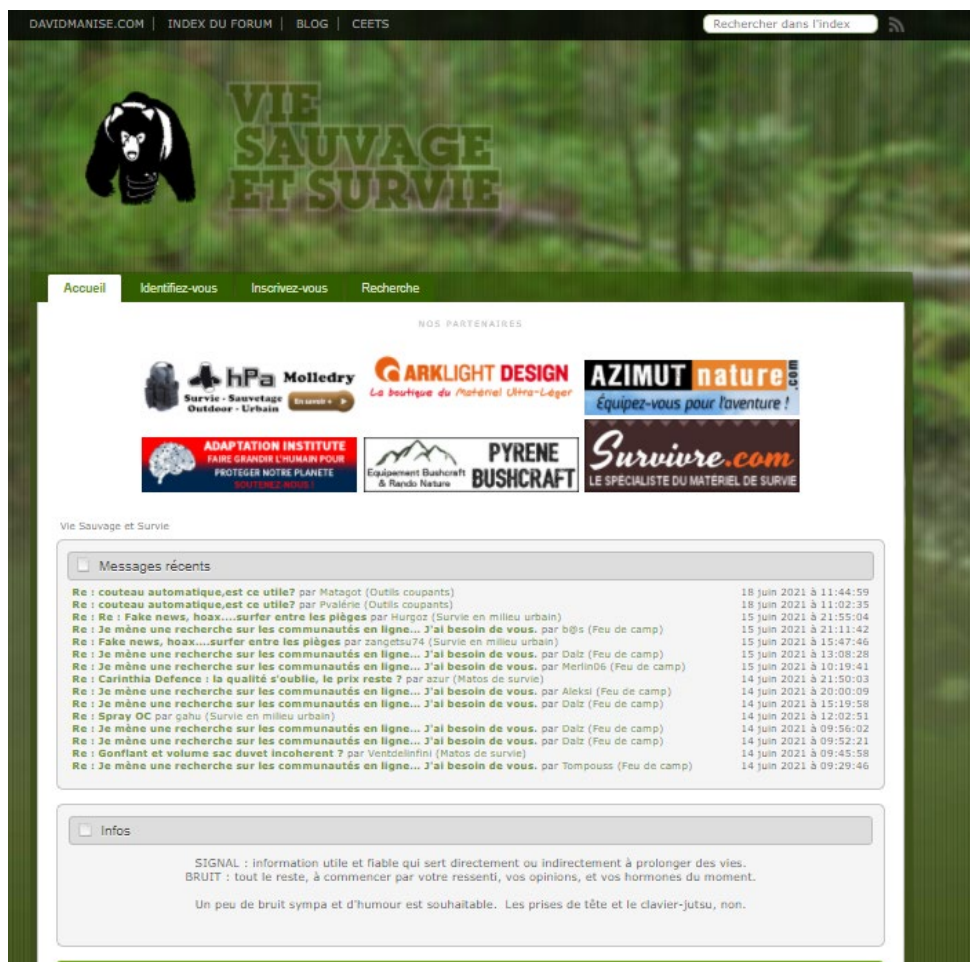 DAVIDMANISE.COM | INDEX DU FORUM | BLOG | CEETS
Rechercher dans l'index
VIE
SAUVAGE
ET SURVIE
Accueil Identifiez-vous Inscrivez-vous Recherche
NOS PARTENAIRES
hPa Molledry
Survie - Sauvetage
Outdoor - Urbain
En savoir +
ARKLIGHT DESIGN
La boutique du Matériel Ultra-Léger
AZIMUT nature.com
Équipez-vous pour l'aventure !
ADAPTATION INSTITUTE
FAIRE GRANDIR L'HUMAIN POUR
PROTEGER NOTRE PLANETE
SOUTENEZ-NOUS !
PYRENE
BUSHCRAFT
Equipement Bushcraft
& Rando Nature
Survivre.com
LE SPÉCIALISTE DU MATÉRIEL DE SURVIE
Vie Sauvage et Survie
Messages récents
Re : couteau automatique,est ce utile? par Matagot (Outils coupants) 18 juin 2021 à 11:44:59
Re : couteau automatique,est ce utile? par Pvalérie (Outils coupants) 18 juin 2021 à 11:02:35
Re : Re : Fake news, hoax....surfer entre les pièges par Hurgoz (Survie en milieu urbain) 15 juin 2021 à 21:55:04
Re : Je mène une recherche sur les communautés en ligne... J'ai besoin de vous. par b@s (Feu de camp) 15 juin 2021 à 21:11:42
Re : Fake news, hoax....surfer entre les pièges par zangetsu74 (Survie en milieu urbain) 15 juin 2021 à 15:47:46
Re : Je mène une recherche sur les communautés en ligne... J'ai besoin de vous. par Dalz (Feu de camp) 15 juin 2021 à 13:08:28
Re : Je mène une recherche sur les communautés en ligne... J'ai besoin de vous. par Merlin06 (Feu de camp) 15 juin 2021 à 10:19:41
Re : Carinthia Defence : la qualité s'oublie, le prix reste ? par azur (Matos de survie) 14 juin 2021 à 21:50:03
Re : Je mène une recherche sur les communautés en ligne... J'ai besoin de vous. par Aleksi (Feu de camp) 14 juin 2021 à 20:00:09
Re : Je mène une recherche sur les communautés en ligne... J'ai besoin de vous. par Dalz (Feu de camp) 14 juin 2021 à 15:19:58
Re : Spray OC par gahu (Survie en milieu urbain) 14 juin 2021 à 12:02:51
Re : Je mène une recherche sur les communautés en ligne... J'ai besoin de vous. par Dalz (Feu de camp) 14 juin 2021 à 09:56:02
Re : Je mène une recherche sur les communautés en ligne... J'ai besoin de vous. par Dalz (Feu de camp) 14 juin 2021 à 09:52:21
Re : Gonflant et volume sac duvet incoherent ? par Ventdelinfini (Matos de survie) 14 juin 2021 à 09:45:58
Re : Je mène une recherche sur les communautés en ligne... J'ai besoin de vous. par Tompouss (Feu de camp) 14 juin 2021 à 09:29:46
Infos
SIGNAL : information utile et fiable qui sert directement ou indirectement à prolonger des vies.
BRUIT : tout le reste, à commencer par votre ressenti, vos opinions, et vos hormones du moment.
Un peu de bruit sympa et d'humour est souhaitable. Les prises de tête et le clavier-jutsu, non.